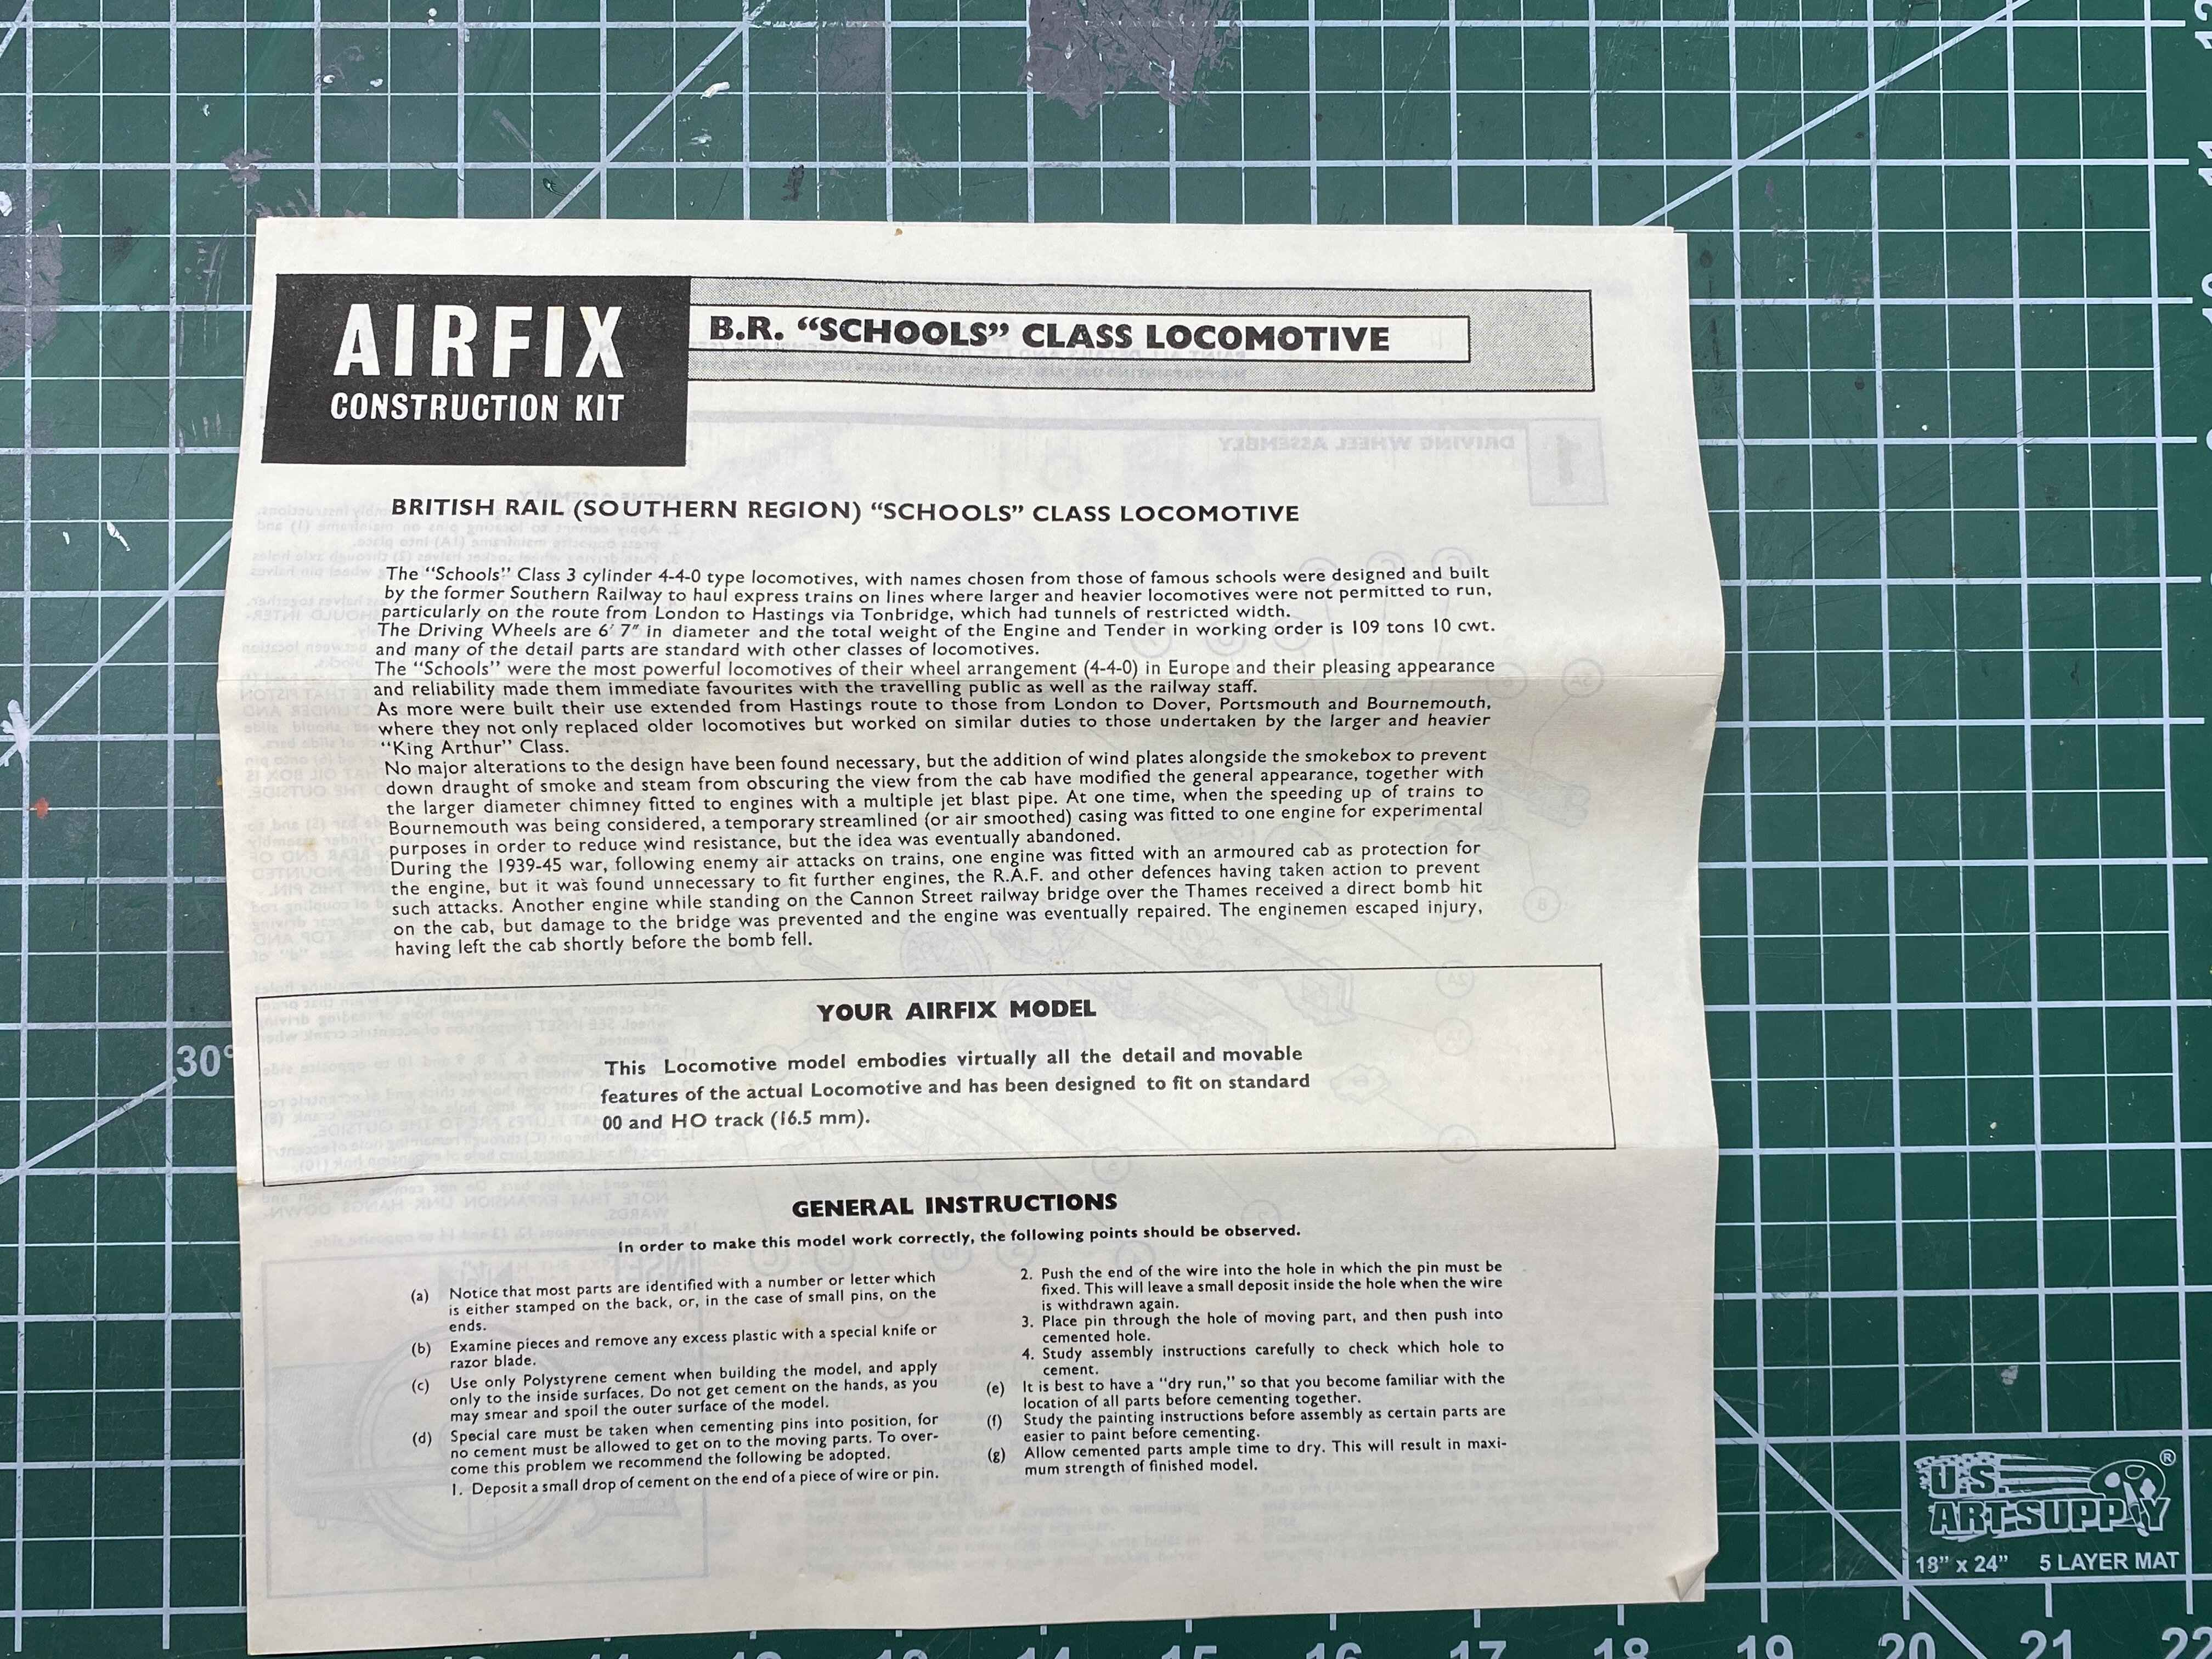 AIRFIX
CONSTRUCTION KIT
B.R. “SCHOOLS” CLASS LOCOMOTIVE
BRITISH RAIL (SOUTHERN REGION) “SCHOOLS” CLASS LOCOMOTIVE
The “Schools” Class 3 cylinder 4-4-0 type locomotives, with names chosen from those of famous schools were designed and built
by the former Southern Railway to haul express trains on lines where larger and heavier locomotives were not permitted to run,
particularly on the route from London to Hastings via Tonbridge, which had tunnels of restricted width.
The Driving Wheels are 6′ 7″ in diameter and the total weight of the Engine and Tender in working order is 109 tons 10 cwt.
and many of the detail parts are standard with other classes of locomotives.
The “Schools” were the most powerful locomotives of their wheel arrangement (4-4-0) in Europe and their pleasing appearance
and reliability made them immediate favourites with the travelling public as well as the railway staff.
As more were built their use extended from Hastings route to those from London to Dover, Portsmouth and Bournemouth,
where they not only replaced older locomotives but worked on similar duties to those undertaken by the larger and heavier
“King Arthur” Class.
No major alterations to the design have been found necessary, but the addition of wind plates alongside the smokebox to prevent
down draught of smoke and steam from obscuring the view from the cab have modified the general appearance, together with
the larger diameter chimney fitted to engines with a multiple jet blast pipe. At one time, when the speeding up of trains to
Bournemouth was being considered, a temporary streamlined (or air smoothed) casing was fitted to one engine for experimental
purposes in order to reduce wind resistance, but the idea was eventually abandoned.
During the 1939-45 war, following enemy air attacks on trains, one engine was fitted with an armoured cab as protection for
the engine, but it was found unnecessary to fit further engines, the R.A.F. and other defences having taken action to prevent
such attacks. Another engine while standing on the Cannon Street railway bridge over the Thames received a direct bomb hit
on the cab, but damage to the bridge was prevented and the engine was eventually repaired. The enginemen escaped injury,
having left the cab shortly before the bomb fell.
YOUR AIRFIX MODEL
This Locomotive model embodies virtually all the detail and movable
features of the actual Locomotive and has been designed to fit on standard
00 and HO track (16.5 mm).
GENERAL INSTRUCTIONS
In order to make this model work correctly, the following points should be observed.
(a) Notice that most parts are identified with a number or letter which
is either stamped on the back, or, in the case of small pins, on the
ends.
(b) Examine pieces and remove any excess plastic with a special knife or
razor blade.
(c) Use only Polystyrene cement when building the model, and apply
only to the inside surfaces. Do not get cement on the hands, as you
may smear and spoil the outer surface of the model.
(d) Special care must be taken when cementing pins into position, for
no cement must be allowed to get on to the moving parts. To over-
come this problem we recommend the following be adopted.
1. Deposit a small drop of cement on the end of a piece of wire or pin.
2. Push the end of the wire into the hole in which the pin must be
fixed. This will leave a small deposit inside the hole when the wire
is withdrawn again.
3. Place pin through the hole of moving part, and then push into
cemented hole.
4. Study assembly instructions carefully to check which hole to
cement.
(e) It is best to have a “dry run,” so that you become familiar with the
location of all parts before cementing together.
(f) Study the painting instructions before assembly as certain parts are
easier to paint before cementing.
(g) Allow cemented parts ample time to dry. This will result in maxi-
mum strength of finished model.
30°
U.S.
ART SUPPLY
®
18” x 24” 5 LAYER MAT
15 16 17 18 19 20 21 22